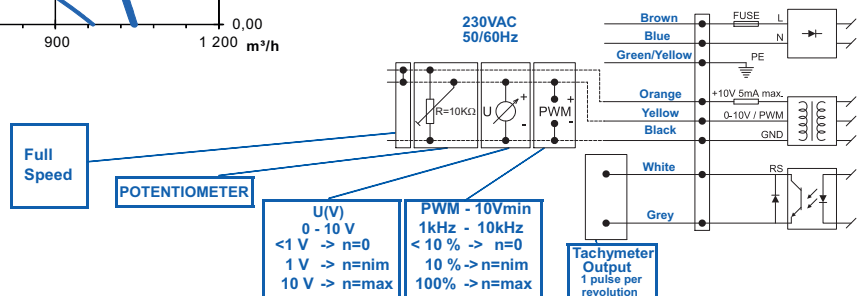 0,00
900
1 200
m³/h
230VAC
50/60Hz
Brown
FUSE
L
Blue
N
Green/Yellow
PE
Orange
+10V 5mA max.
Yellow
0-10V / PWM
Black
GND
R=10KΩ
U
+
-
PWM
+
-
White
RS
Grey
Full
Speed
POTENTIOMETER
U(V)
0 - 10 V
<1 V -> n=0
1 V -> n=nim
10 V -> n=max
PWM - 10Vmin
1kHz - 10kHz
< 10 % -> n=0
10 % -> n=nim
100% -> n=max
Tachymeter
Output
1 pulse per
revolution